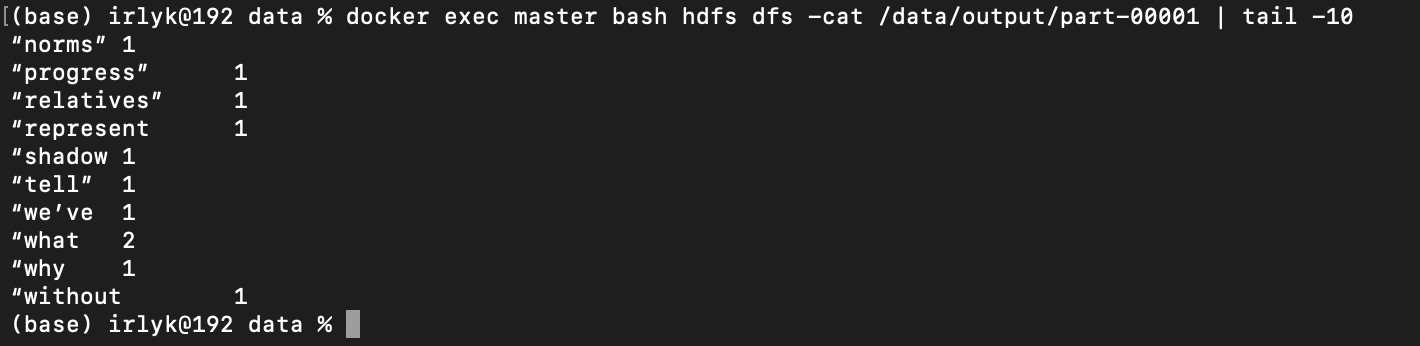 [(base) irlyk@192 data % docker exec master bash hdfs dfs -cat /data/output/part-00001 | tail -10
“norms” 1
“progress”      1
“relatives”     1
“represent      1
“shadow 1
“tell”  1
“we’ve  1
“what   2
“why    1
“without        1
(base) irlyk@192 data %